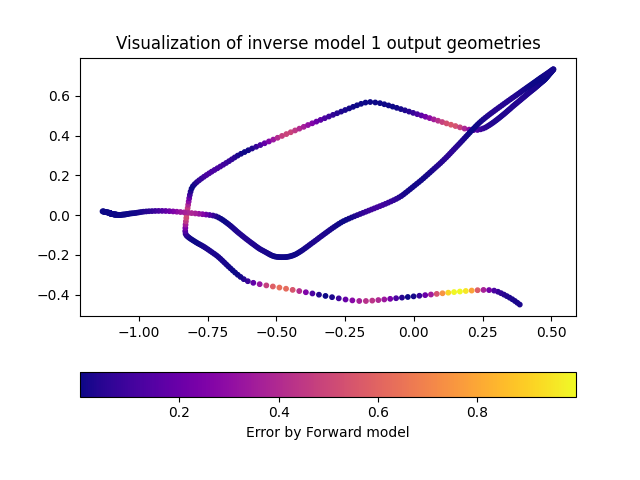 Visualization of inverse model 1 output geometries
0.6
0.4
0.2
0.0
−0.2
−0.4
−1.00 −0.75 −0.50 −0.25 0.00 0.25 0.50
0.2 0.4 0.6 0.8
Error by Forward model